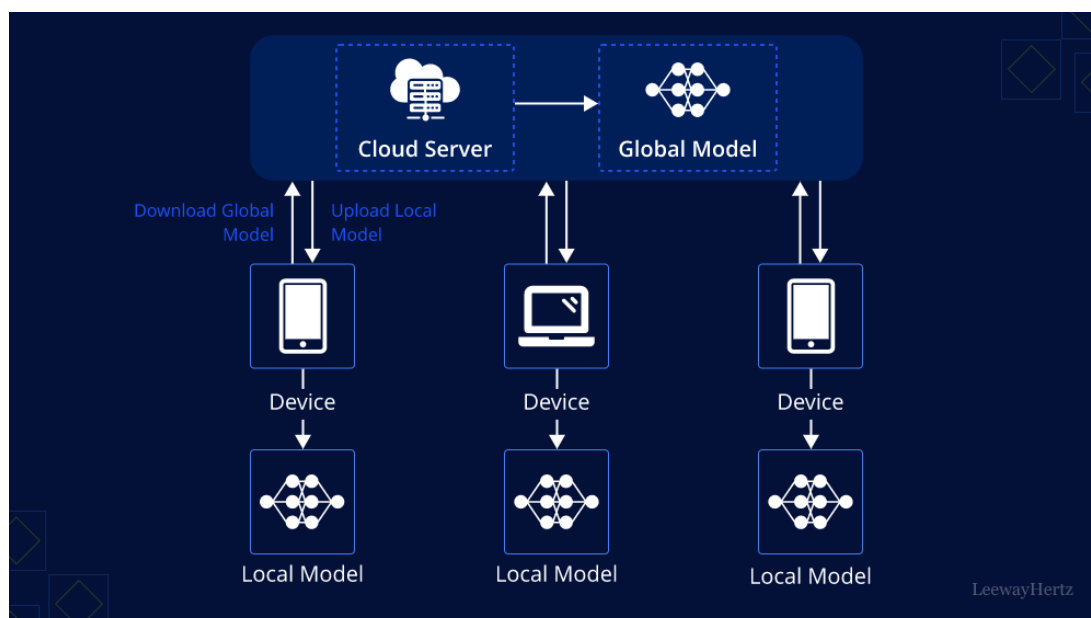 Cloud Server
Global Model
Download Global
Model
Upload Local
Model
Device
Device
Device
Local Model
Local Model
Local Model
LeewayHertz